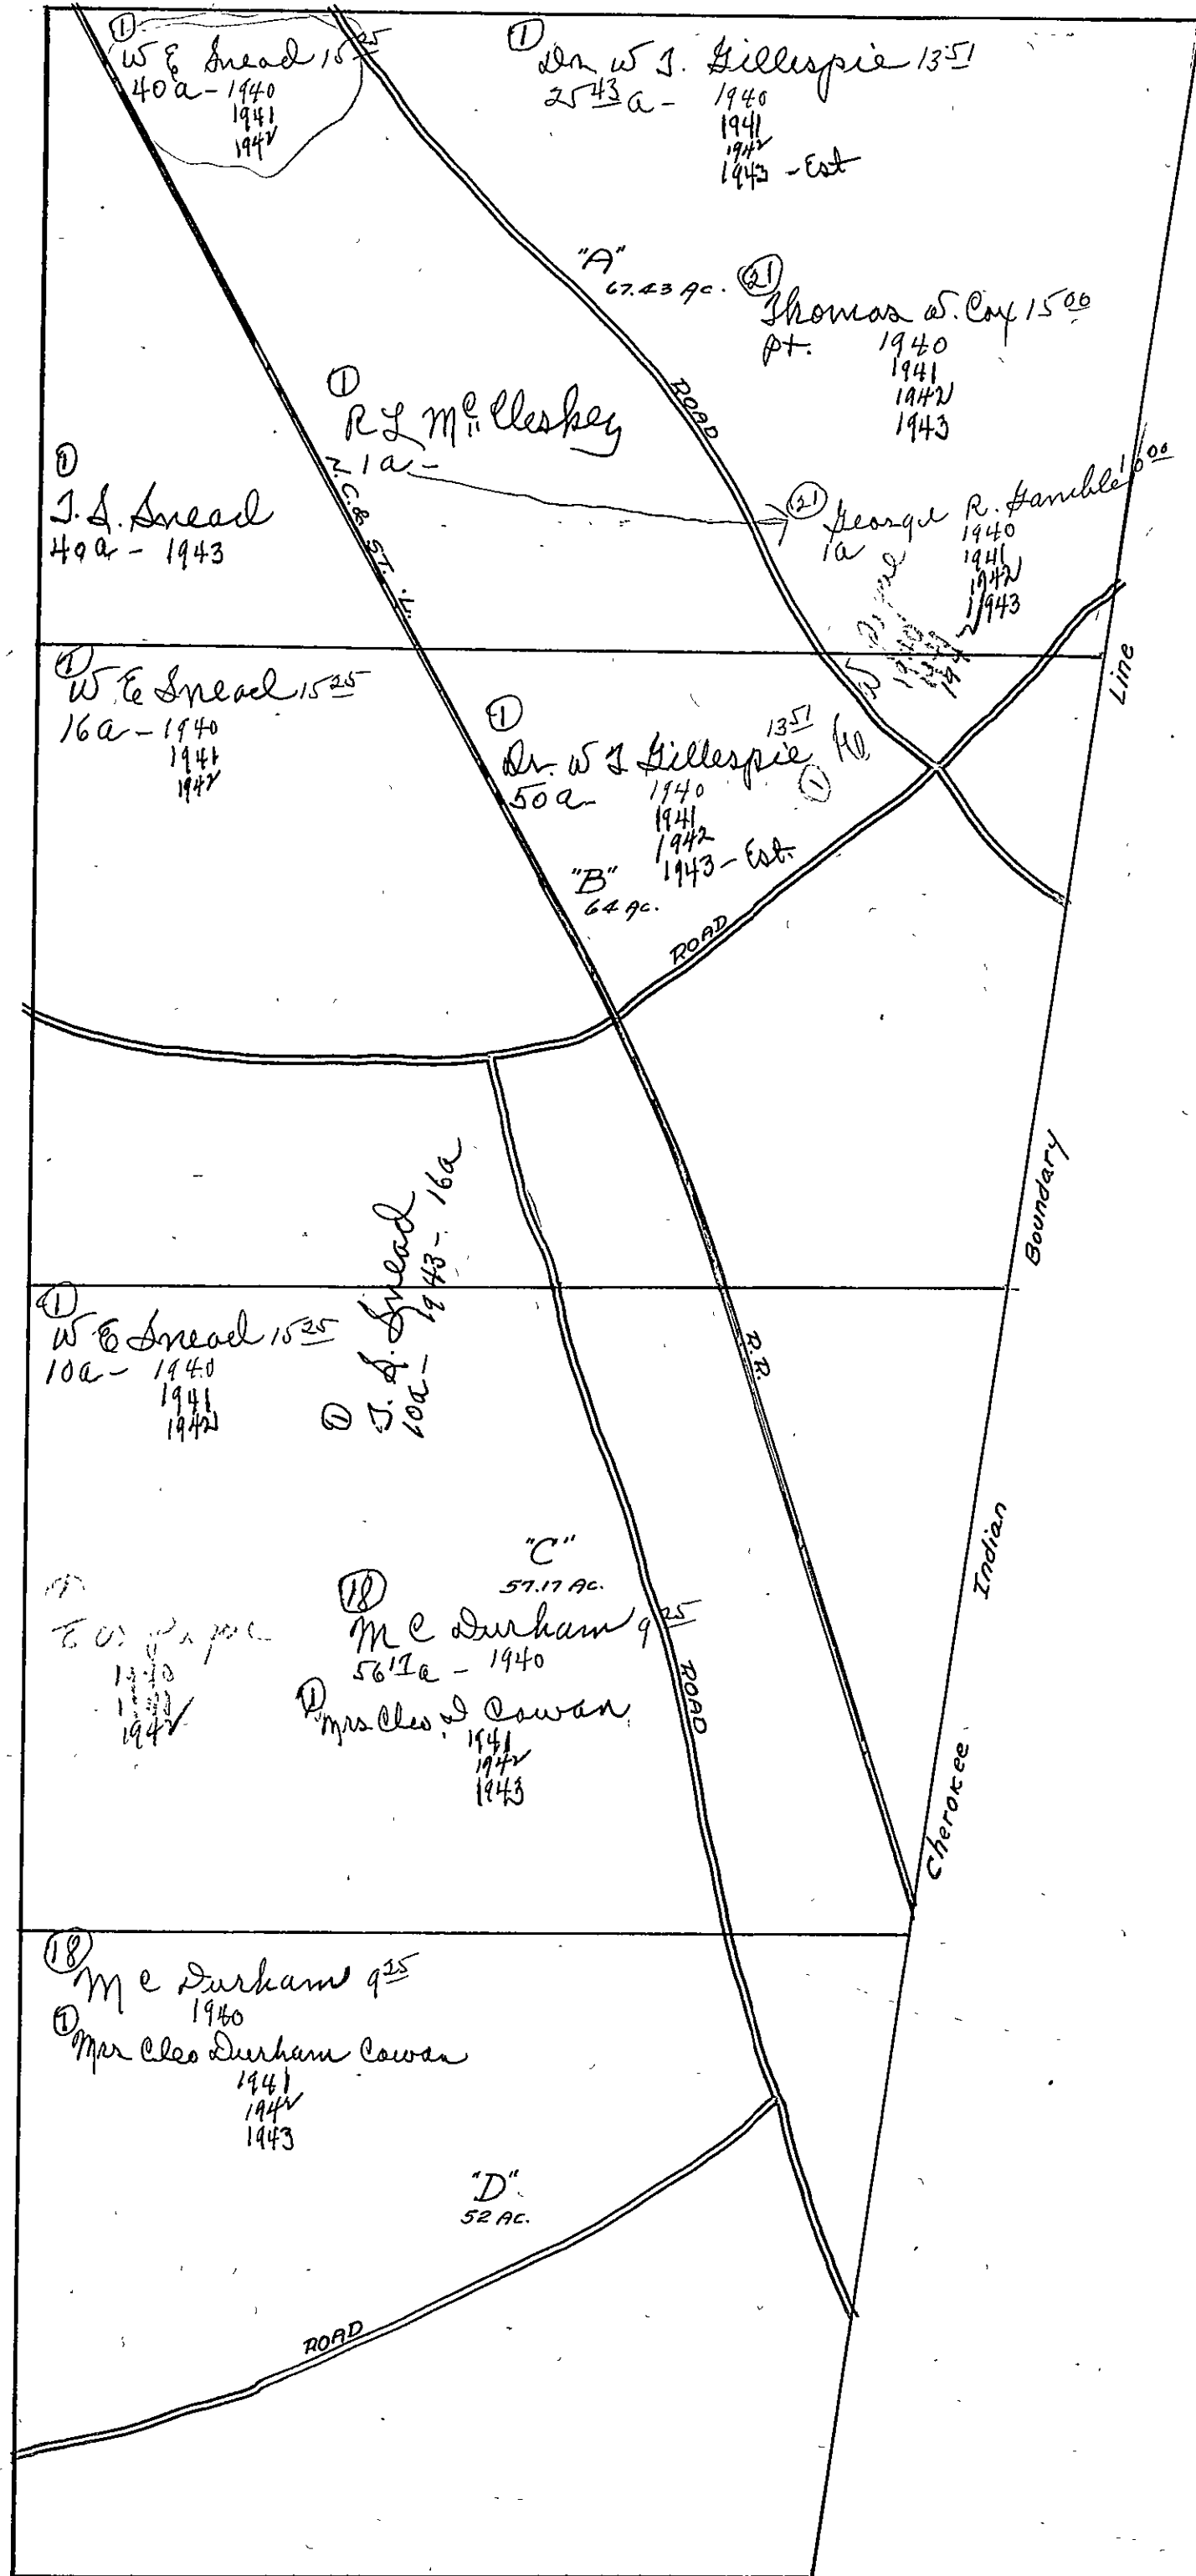 ①
W E Snead 15 25
40a - 1940
1941
1942
①
Dr. W T. Gillespie 13 51
25 43 a - 1940
1941
1942
1943 - Est
"A"
67.43 Ac.
(21)
Thomas W. Cox 15 00
pt. 1940
1941
1942
1943
ROAD
①
R L McCleskey
1a -
①
T. S. Snead
40a - 1943
N.C. & ST. L.
(21)
George R. Gamble 10 00
1a 1940
1941
1942
1943
①
W E Snead 15 25
16a - 1940
1941
1942
①
Dr. W T Gillespie 13 51
50a - 1940
1941
1942
1943 - Est.
①
"B"
64 Ac.
ROAD
Line
Boundary
Indian
Cherokee
①
W E Snead 15 25
10a - 1940
1941
1942
①
T. S. Snead
10a - 1943 - 16a
R.R.
"C"
57.17 Ac.
1940
1942
(18)
M C Durham 9 25
56 17 a - 1940
①
Mrs Cleo D Cowan
1941
1942
1943
ROAD
(18)
M C Durham 9 25
1940
①
Mrs Cleo Durham Cowan
1941
1942
1943
"D"
52 Ac.
ROAD